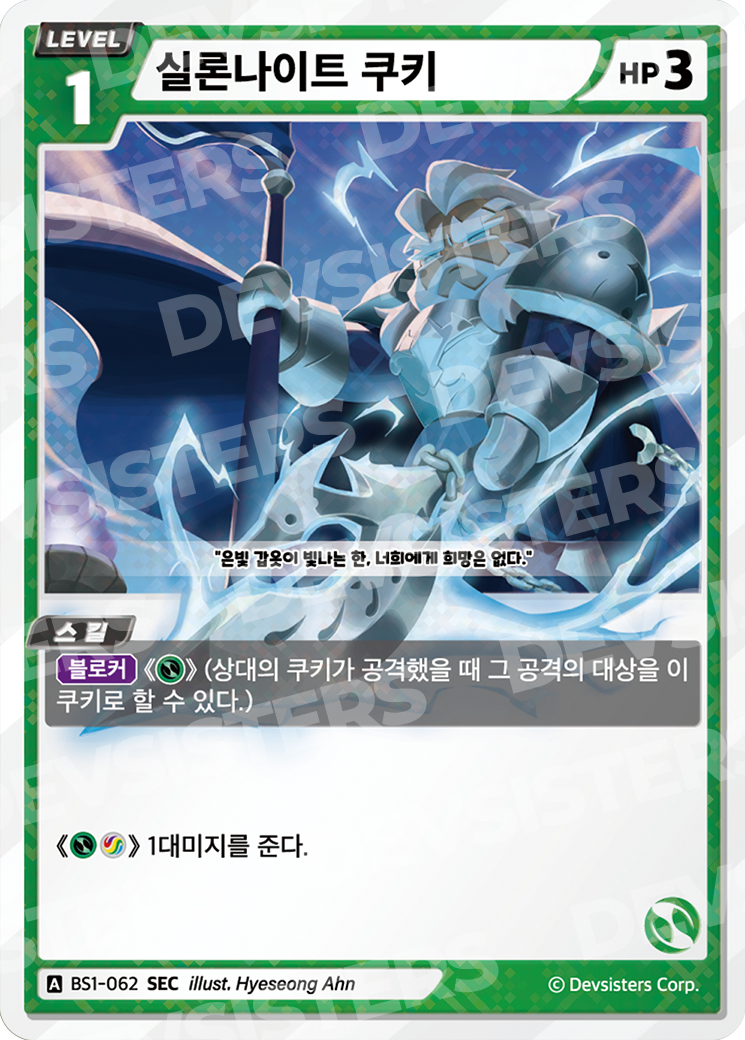 LEVEL
1
실론나이트 쿠키
HP 3
"은빛 갑옷이 빛나는 한, 너희에게 희망은 없다."
스킬
블로커 《》 (상대의 쿠키가 공격했을 때 그 공격의 대상을 이
쿠키로 할 수 있다.)
《》 1대미지를 준다.
A BS1-062 SEC illust. Hyeseong Ahn
© Devsisters Corp.
DEVSISTERS